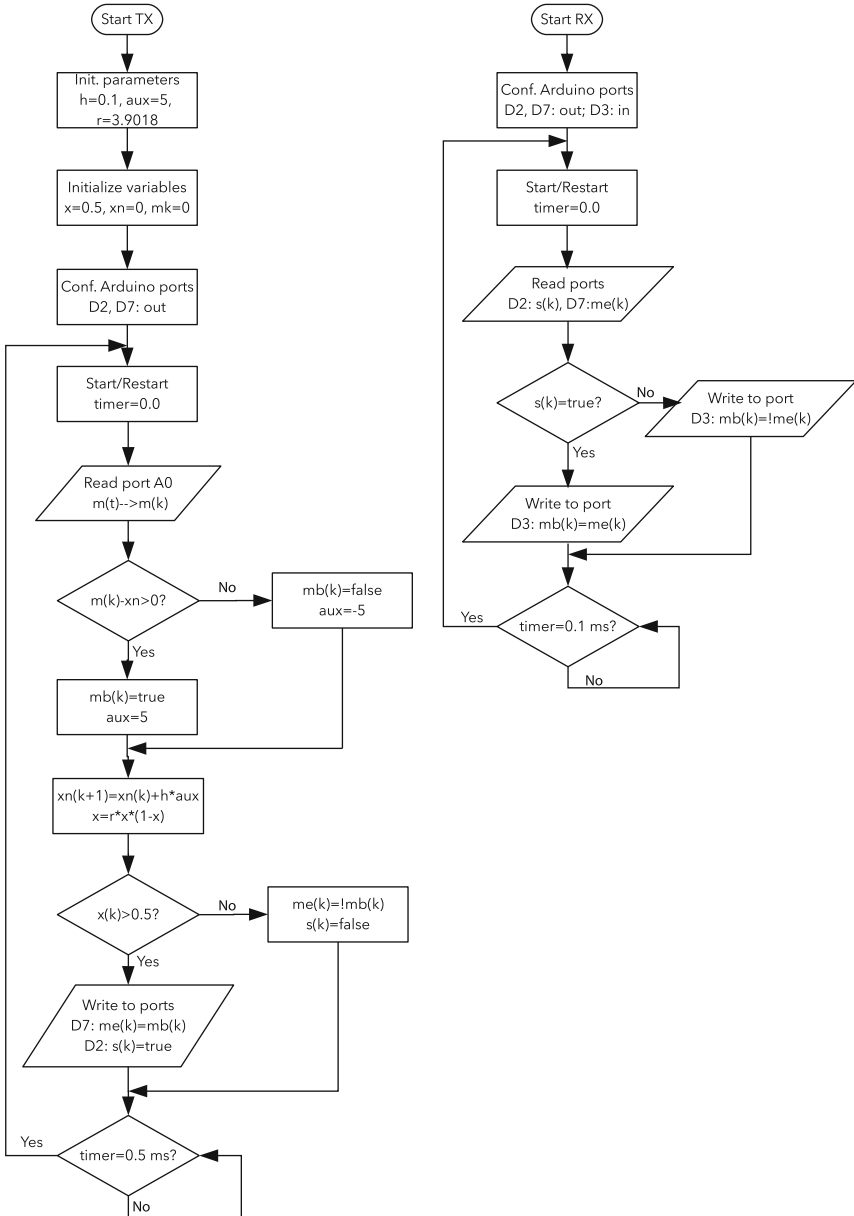 Start TX
Init. parameters
h=0.1, aux=5,
r=3.9018
Initialize variables
x=0.5, xn=0, mk=0
Conf. Arduino ports
D2, D7: out
Start/Restart
timer=0.0
Read port A0
m(t)-->m(k)
m(k)-xn>0?
No
mb(k)=false
aux=-5
Yes
mb(k)=true
aux=5
xn(k+1)=xn(k)+h*aux
x=r*x*(1-x)
x(k)>0.5?
No
me(k)=!mb(k)
s(k)=false
Yes
Write to ports
D7: me(k)=mb(k)
D2: s(k)=true
Yes
timer=0.5 ms?
No
Start RX
Conf. Arduino ports
D2, D7: out; D3: in
Start/Restart
timer=0.0
Read ports
D2: s(k), D7:me(k)
s(k)=true?
No
Write to port
D3: mb(k)=!me(k)
Yes
Write to port
D3: mb(k)=me(k)
Yes
timer=0.1 ms?
No